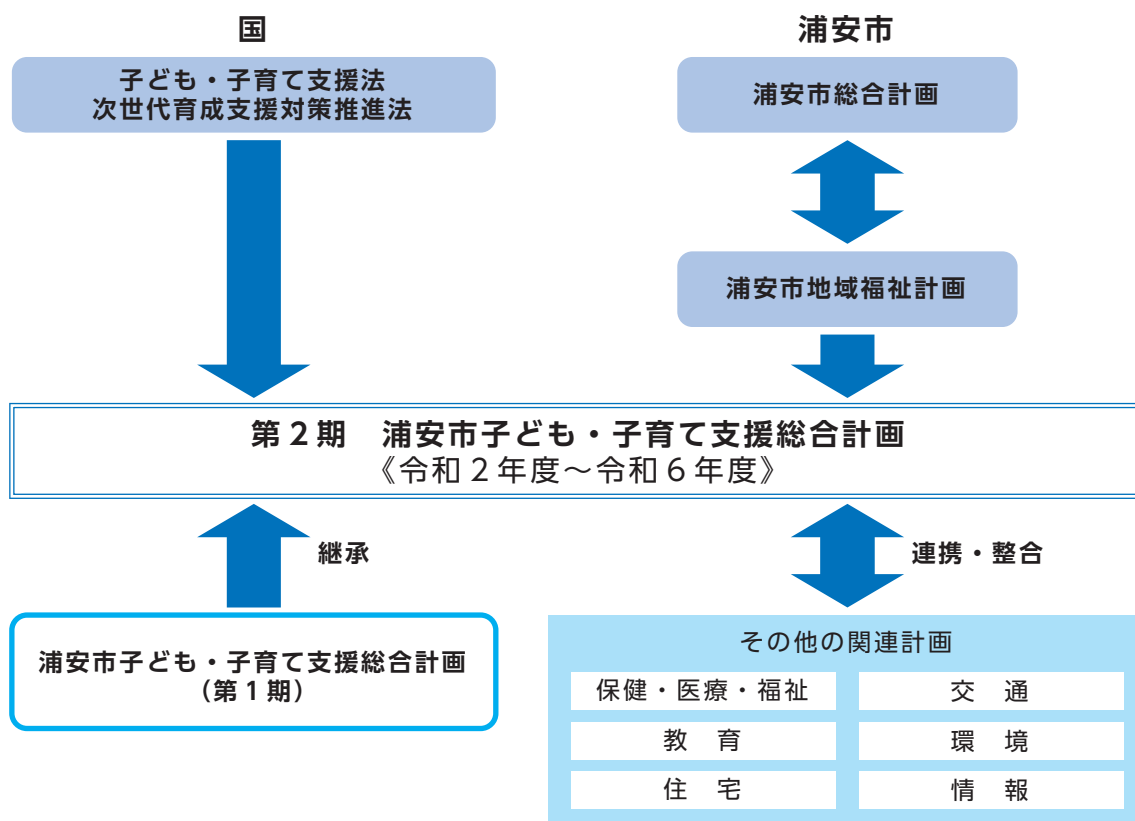 国
浦安市
子ども・子育て支援法
次世代育成支援対策推進法
浦安市総合計画
浦安市地域福祉計画
第２期　浦安市子ども・子育て支援総合計画
《令和２年度～令和６年度》
継承
連携・整合
浦安市子ども・子育て支援総合計画
（第１期）
その他の関連計画
保健・医療・福祉
交　通
教　育
環　境
住　宅
情　報